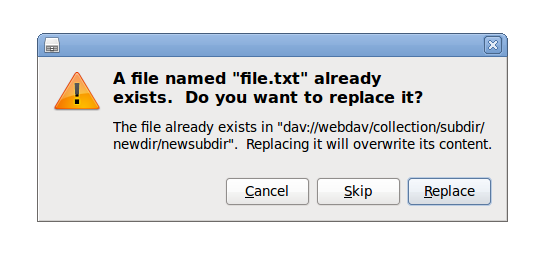 A file named "file.txt" already
exists.  Do you want to replace it?
The file already exists in "dav://webdav/collection/subdir/
newdir/newsubdir".  Replacing it will overwrite its content.
Cancel
Skip
Replace